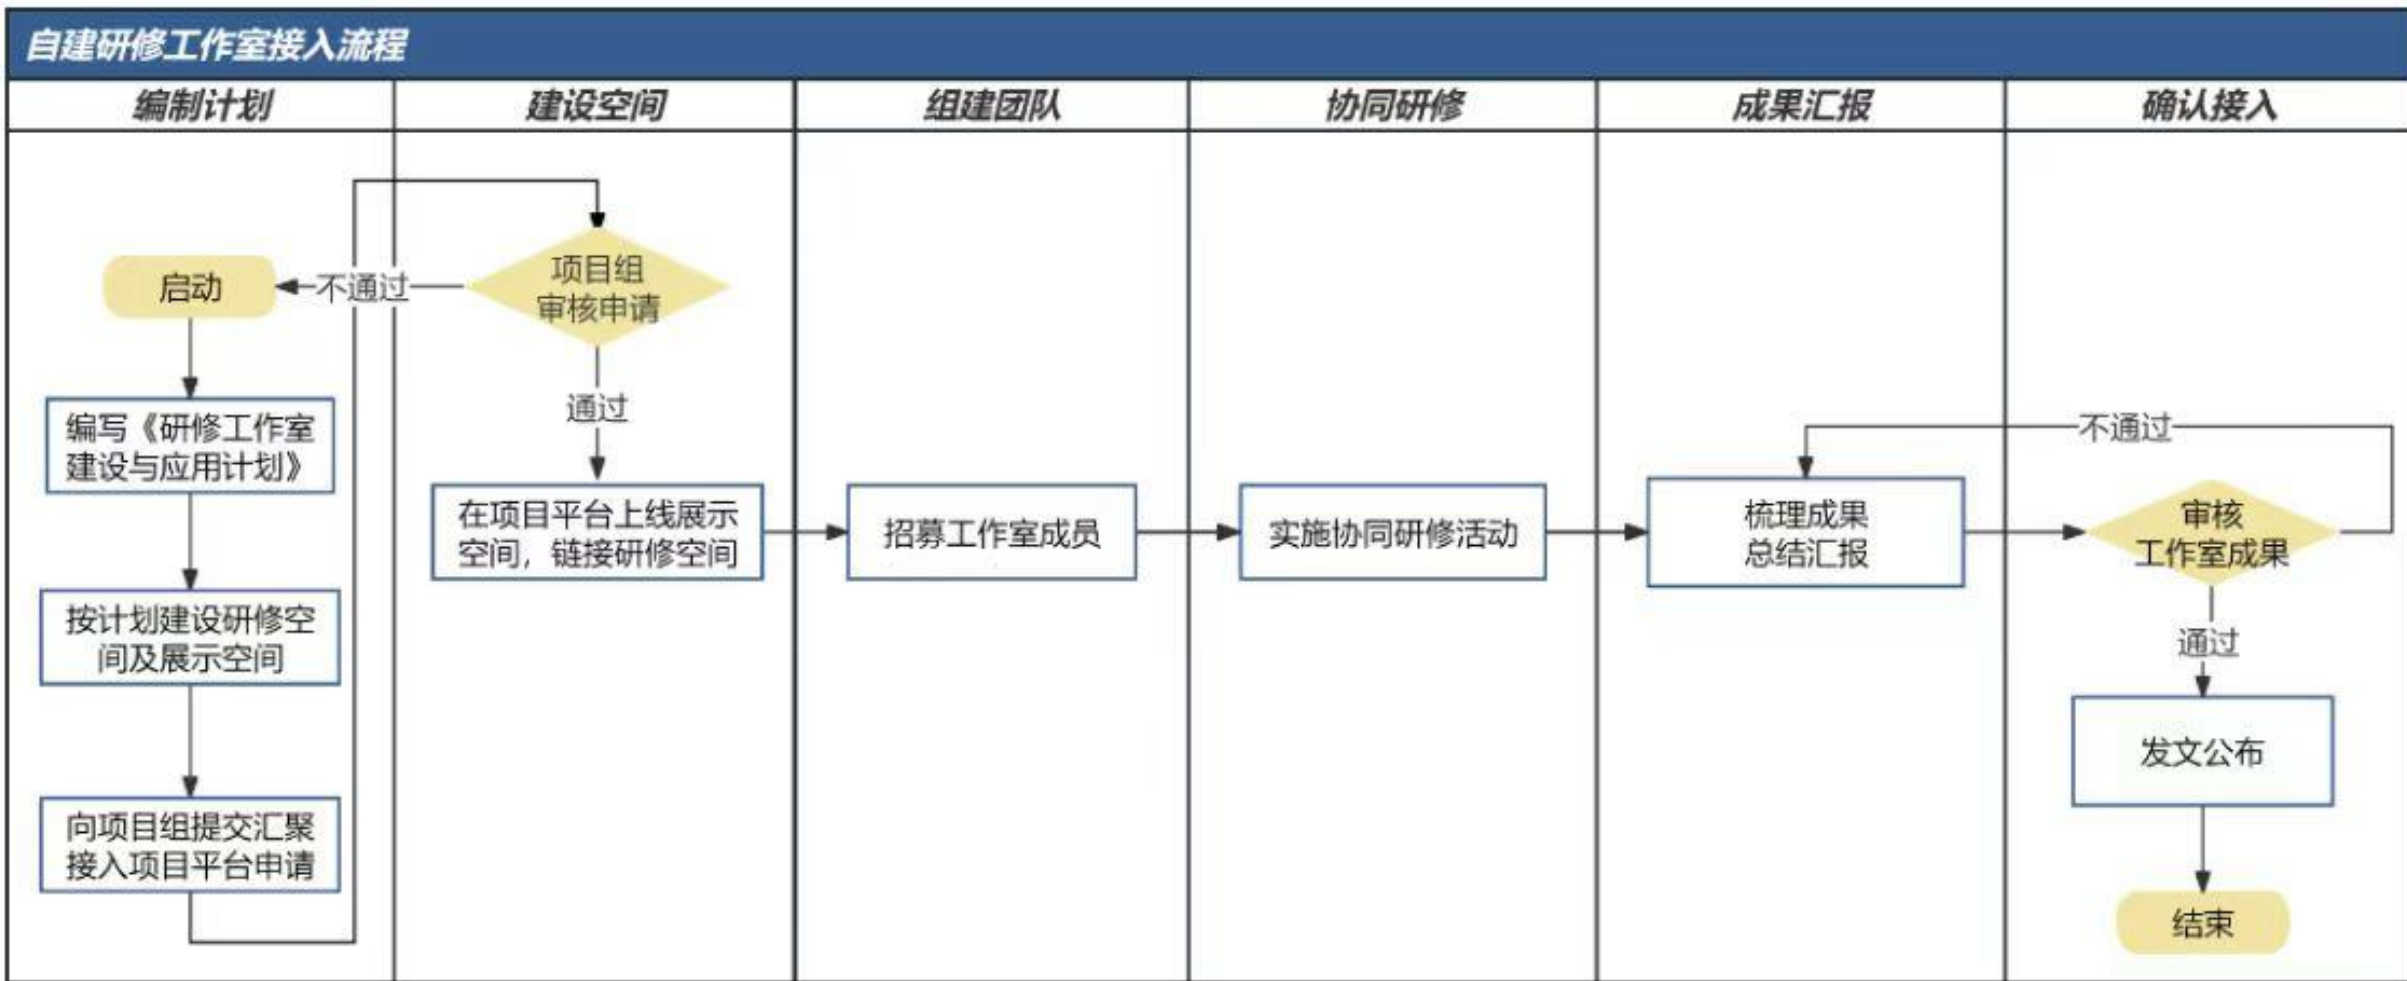 自建研修工作室接入流程
编制计划
建设空间
组建团队
协同研修
成果汇报
确认接入
启动
不通过
项目组
审核申请
通过
编写《研修工作室
建设与应用计划》
按计划建设研修空
间及展示空间
向项目组提交汇聚
接入项目平台申请
在项目平台上线展示
空间，链接研修空间
招募工作室成员
实施协同研修活动
梳理成果
总结汇报
不通过
审核
工作室成果
通过
发文公布
结束